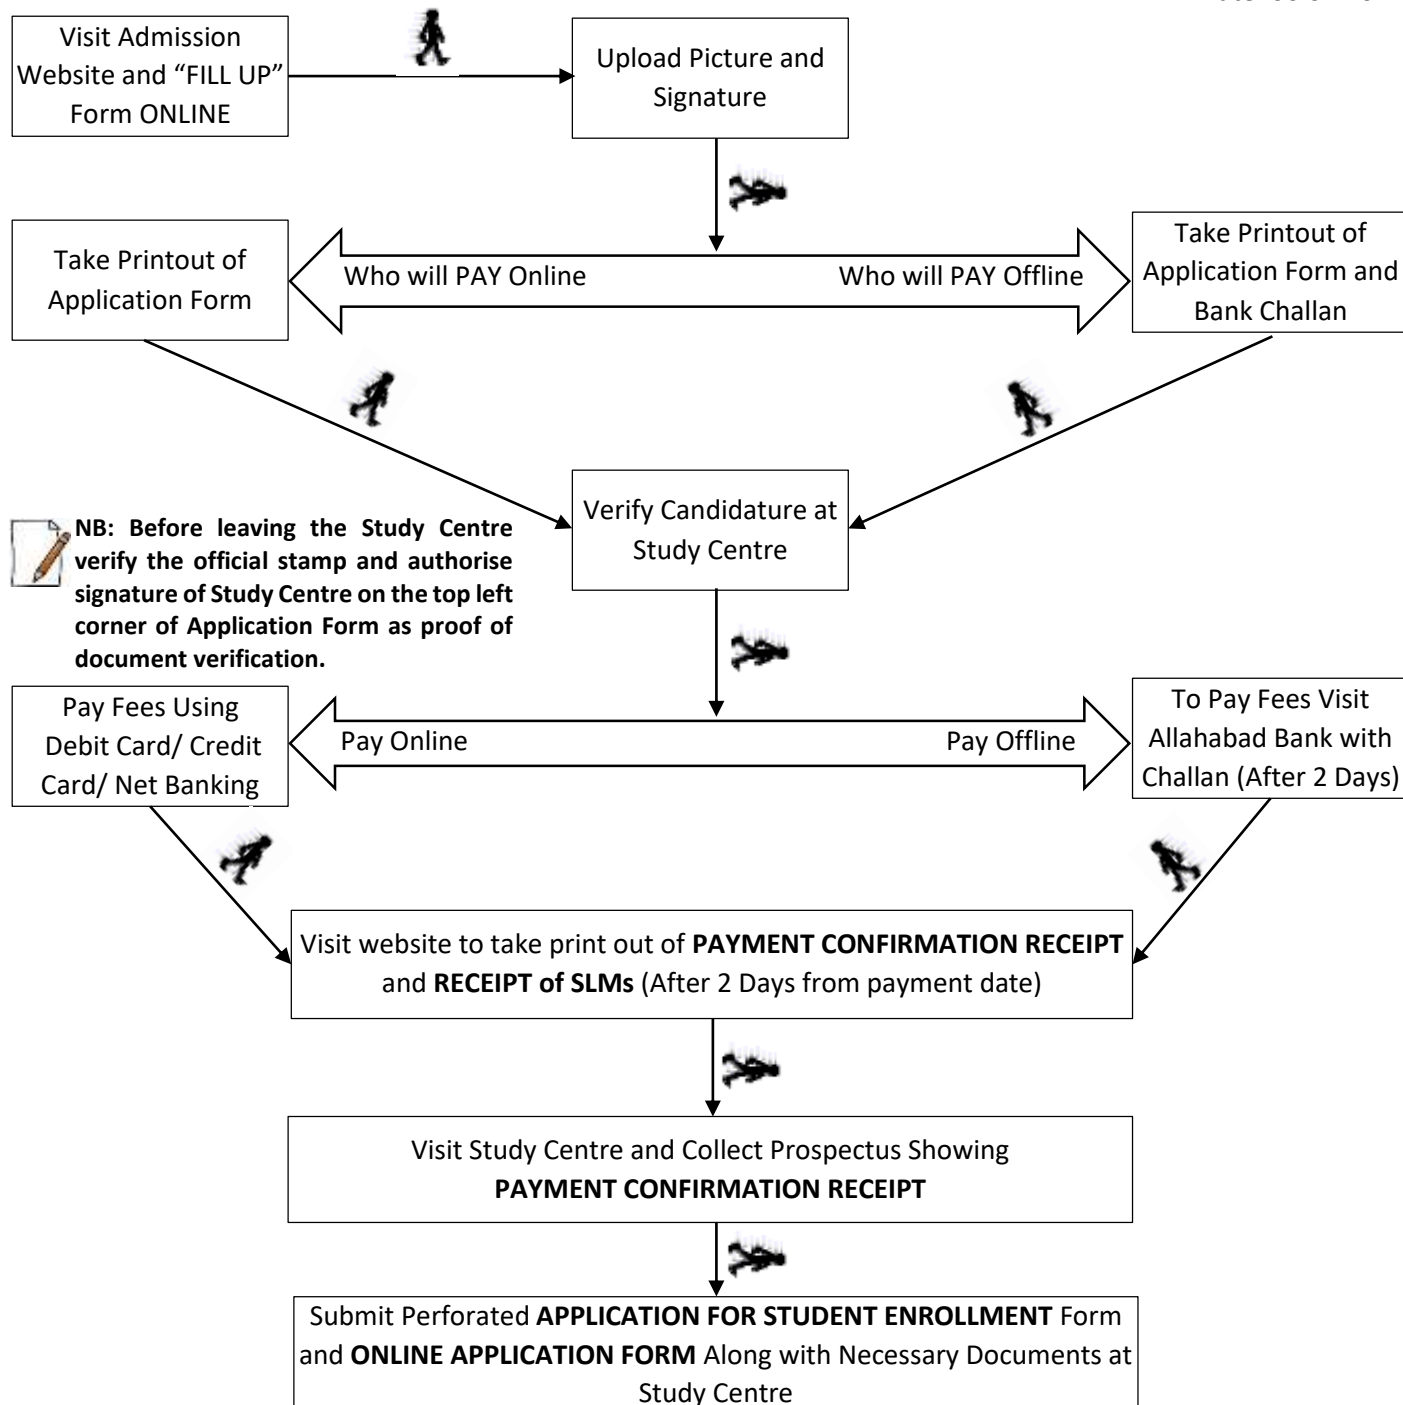 Visit Admission
Website and “FILL UP”
Form ONLINE
Upload Picture and
Signature
Take Printout of
Application Form
Who will PAY Online
Who will PAY Offline
Take Printout of
Application Form and
Bank Challan
Verify Candidature at
Study Centre
NB: Before leaving the Study Centre
verify the official stamp and authorise
signature of Study Centre on the top left
corner of Application Form as proof of
document verification.
Pay Fees Using
Debit Card/ Credit
Card/ Net Banking
Pay Online
Pay Offline
To Pay Fees Visit
Allahabad Bank with
Challan (After 2 Days)
Visit website to take print out of PAYMENT CONFIRMATION RECEIPT
and RECEIPT of SLMs (After 2 Days from payment date)
Visit Study Centre and Collect Prospectus Showing
PAYMENT CONFIRMATION RECEIPT
Submit Perforated APPLICATION FOR STUDENT ENROLLMENT Form
and ONLINE APPLICATION FORM Along with Necessary Documents at
Study Centre